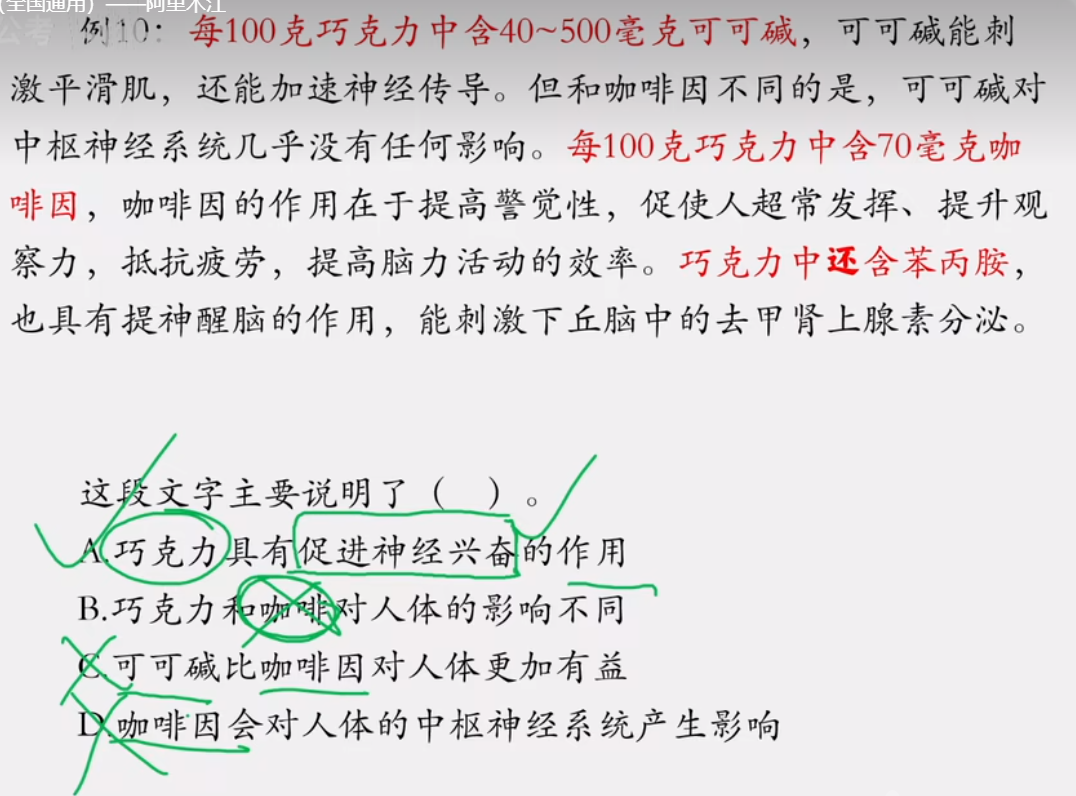 (全国通用）——阿里木江
公考 例10：每100克巧克力中含40~500毫克可可碱，可可碱能刺
激平滑肌，还能加速神经传导。但和咖啡因不同的是，可可碱对
中枢神经系统几乎没有任何影响。每100克巧克力中含70毫克咖
啡因，咖啡因的作用在于提高警觉性，促使人超常发挥、提升观
察力，抵抗疲劳，提高脑力活动的效率。巧克力中还含苯丙胺，
也具有提神醒脑的作用，能刺激下丘脑中的去甲肾上腺素分泌。
这段文字主要说明了（ ）。
A.巧克力具有促进神经兴奋的作用
B.巧克力和咖啡对人体的影响不同
C.可可碱比咖啡因对人体更加有益
D.咖啡因会对人体的中枢神经系统产生影响